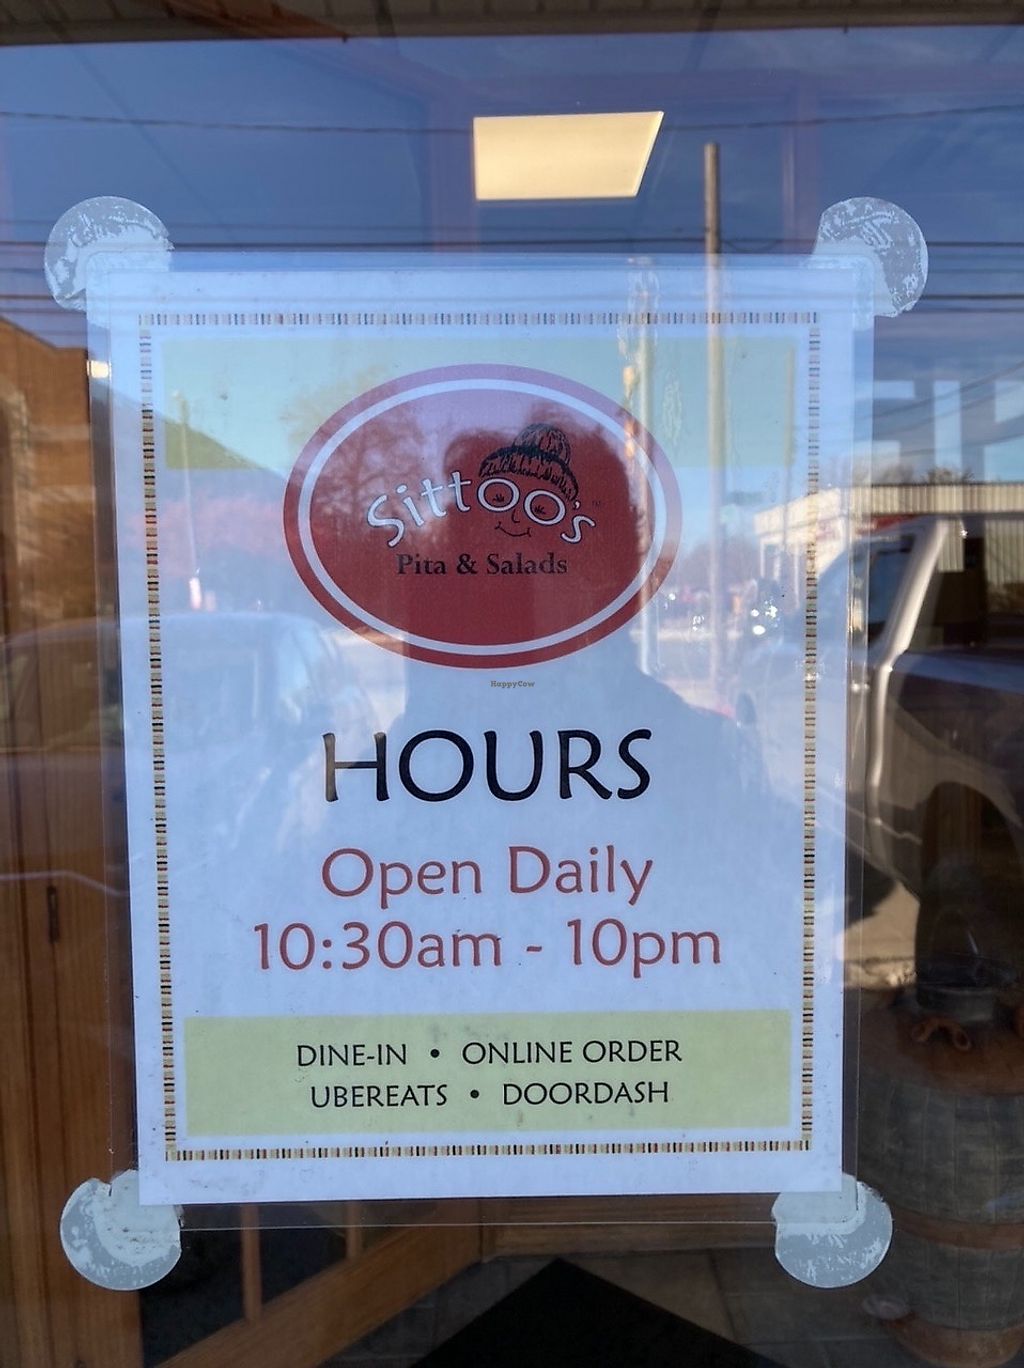 Sittoo's
Pita & Salads
HappyCow
HOURS
Open Daily
10:30am - 10pm
DINE-IN • ONLINE ORDER
UBEREATS • DOORDASH